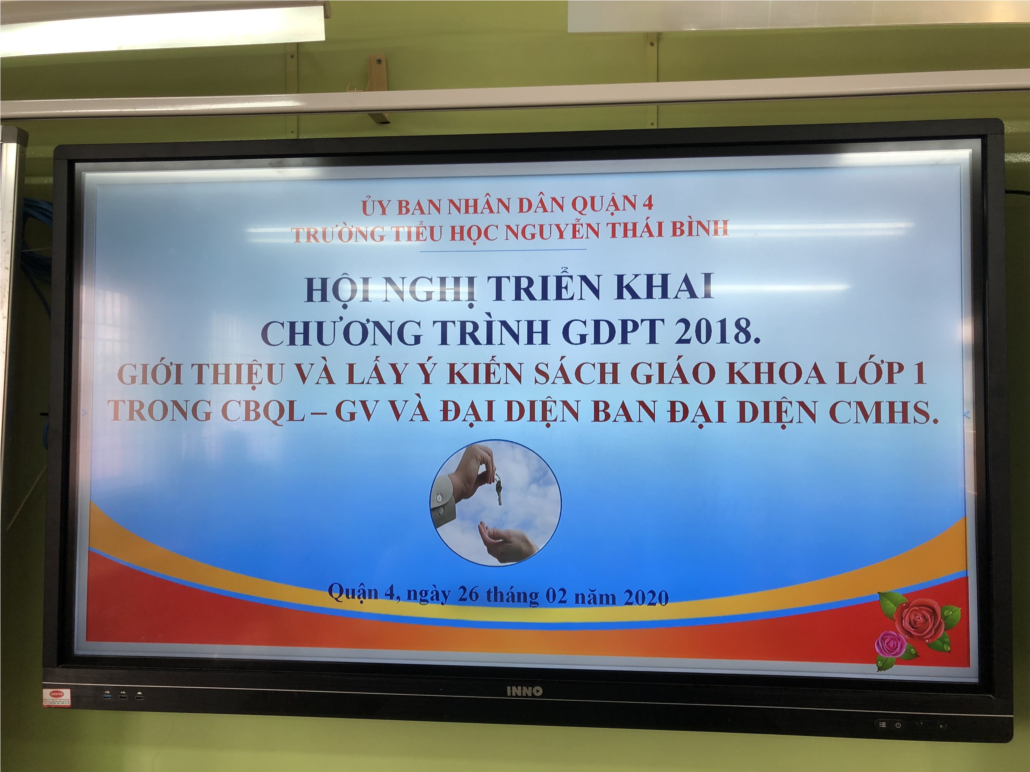 ỦY BAN NHÂN DÂN QUẬN 4
TRƯỜNG TIỂU HỌC NGUYỄN THÁI BÌNH
HỘI NGHỊ TRIỂN KHAI
CHƯƠNG TRÌNH GDPT 2018.
GIỚI THIỆU VÀ LẤY Ý KIẾN SÁCH GIÁO KHOA LỚP 1
TRONG CBQL – GV VÀ ĐẠI DIỆN BAN ĐẠI DIỆN CMHS.
Quận 4, ngày 26 tháng 02 năm 2020
INNO